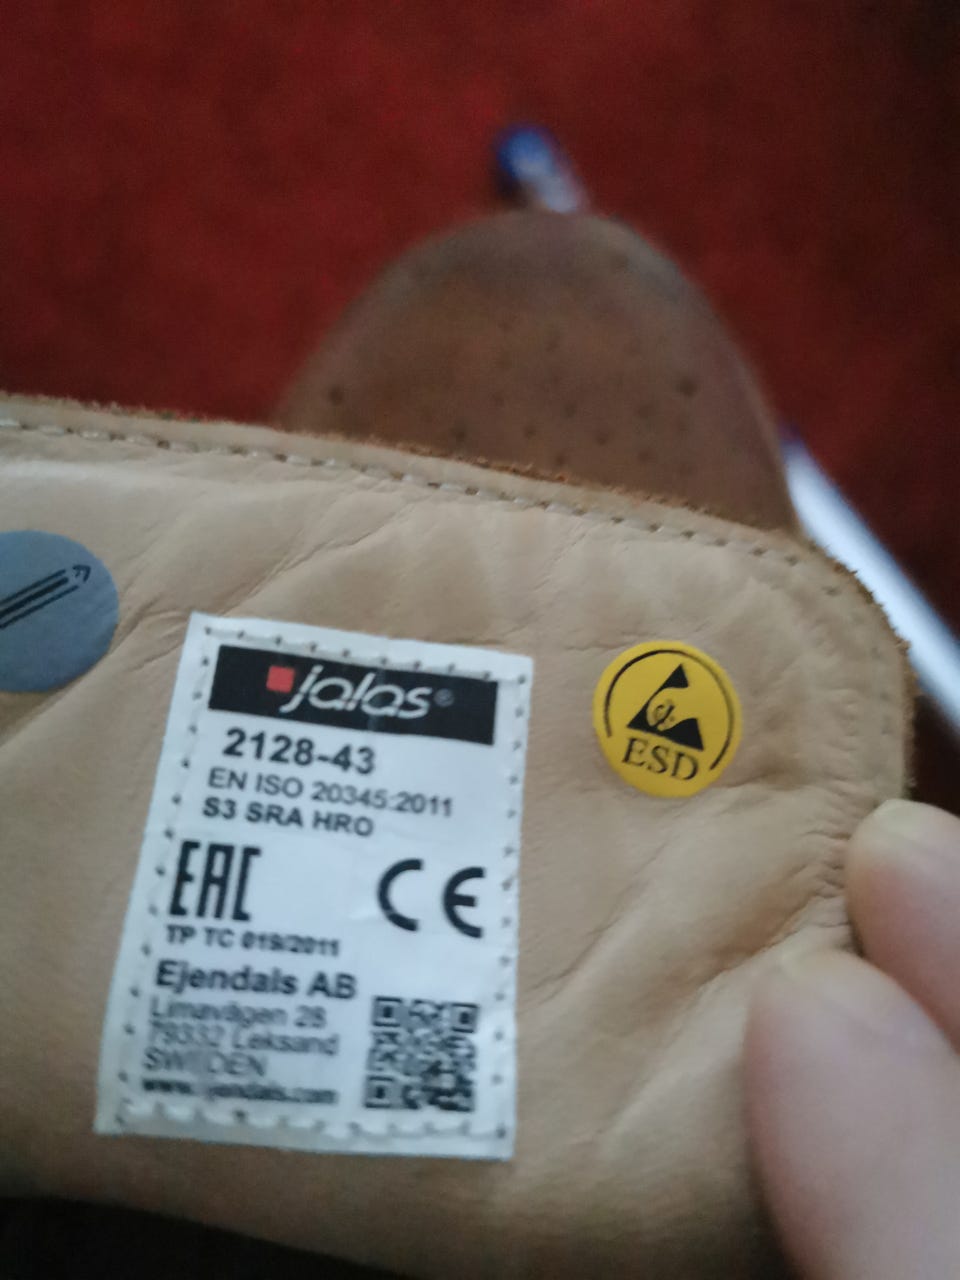 jalas®
2128-43
EN ISO 20345:2011
S3 SRA HRO
EAC
CE
TP TC 019/2011
Ejendals AB
Limavägen 28
79332 Leksand
SWEDEN
www.ejendals.com
ESD